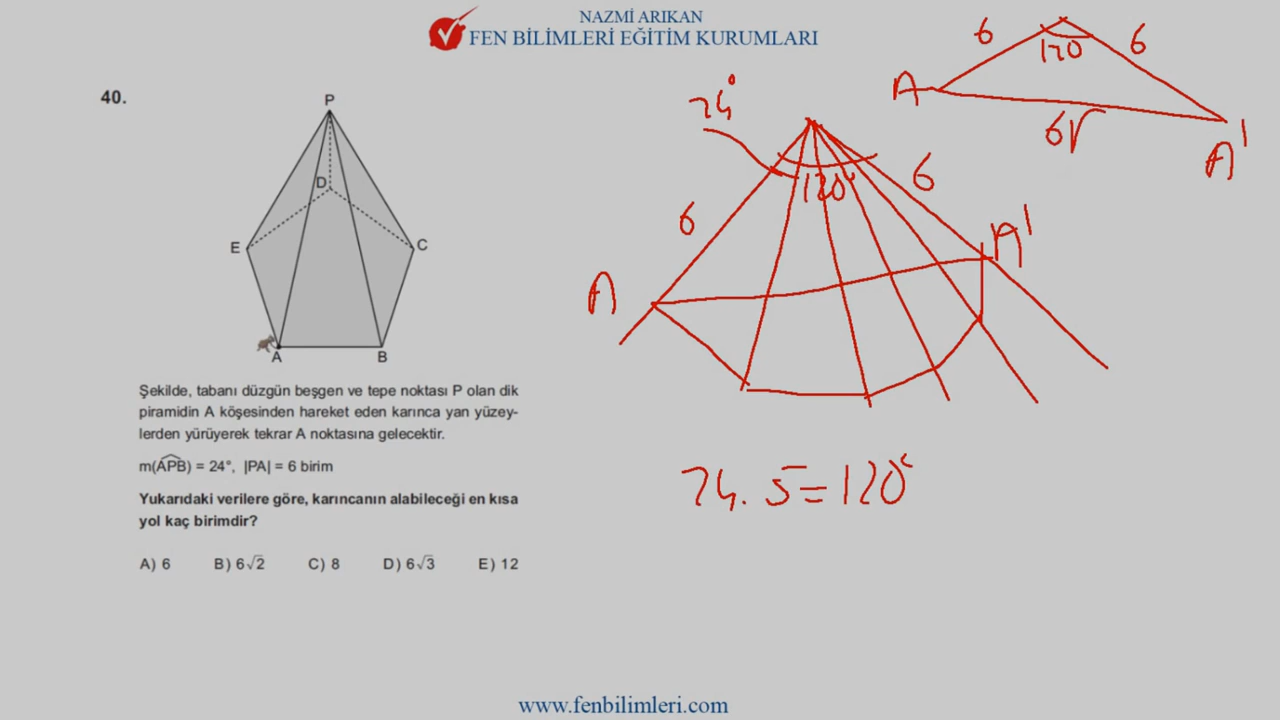 NAZMİ ARIKAN
FEN BİLİMLERİ EĞİTİM KURUMLARI
40.
P
D
E
C
A
B
Şekilde, tabanı düzgün beşgen ve tepe noktası P olan dik
piramidin A köşesinden hareket eden karınca yan yüzey-
lerden yürüyerek tekrar A noktasına gelecektir.
m(APB) = 24°, |PA| = 6 birim
Yukarıdaki verilere göre, karıncanın alabileceği en kısa
yol kaç birimdir?
A) 6 B) 6√2 C) 8 D) 6√3 E) 12
24°
120°
6
6
A
A'
6
120
6
A
6√
A'
24. 5 = 120°
www.fenbilimleri.com